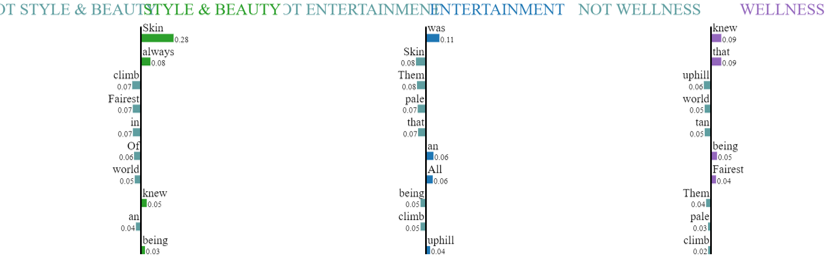 OT STYLE & BEAUTY STYLE & BEAUTY OT ENTERTAINMENT ENTERTAINMENT NOT WELLNESS WELLNESS
Skin
0.28
always
0.08
climb
0.07
Fairest
0.07
in
0.07
Of
0.06
world
0.05
knew
0.05
an
0.04
being
0.03
was
0.11
Skin
0.08
Them
0.08
pale
0.07
that
0.07
an
0.06
All
0.06
being
0.05
climb
0.05
uphill
0.04
knew
0.09
that
0.09
uphill
0.06
world
0.05
tan
0.05
being
0.05
Fairest
0.04
Them
0.04
pale
0.03
climb
0.02